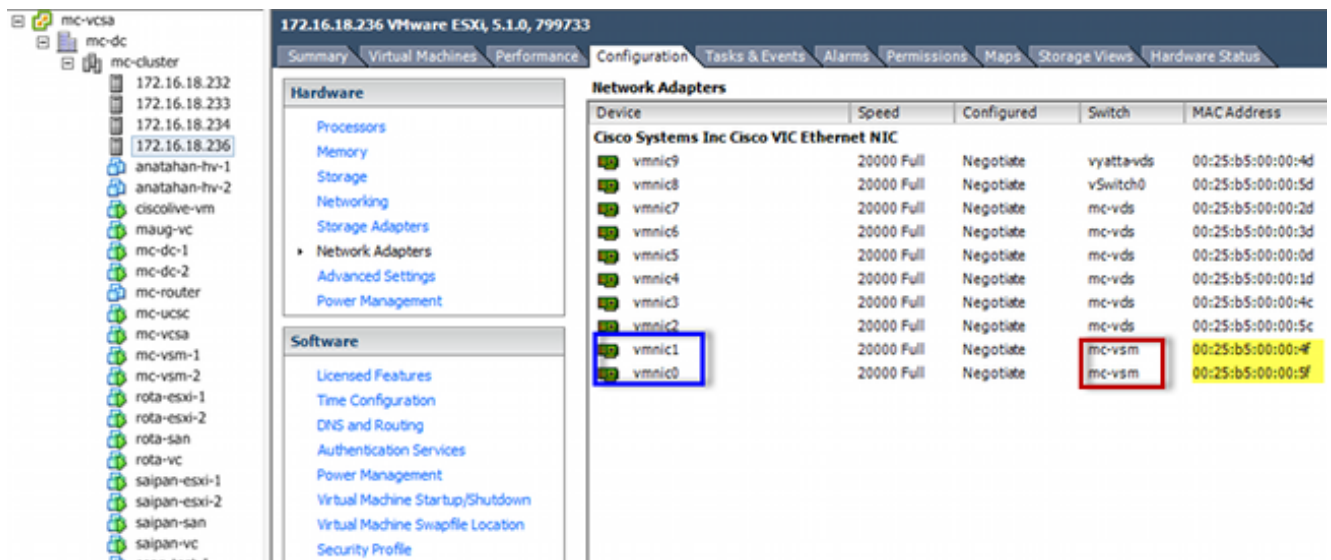 mc-vcsa
mc-dc
mc-cluster
172.16.18.232
172.16.18.233
172.16.18.234
172.16.18.236
anatahan-hv-1
anatahan-hv-2
ciscolive-vm
maug-vc
mc-dc-1
mc-dc-2
mc-router
mc-ucsc
mc-vcsa
mc-vsm-1
mc-vsm-2
rota-esxi-1
rota-esxi-2
rota-san
rota-vc
saipan-esxi-1
saipan-esxi-2
saipan-san
saipan-vc
172.16.18.236 VMware ESXi, 5.1.0, 799733
Summary Virtual Machines Performance Configuration Tasks & Events Alarms Permissions Maps Storage Views Hardware Status
Hardware
Processors
Memory
Storage
Networking
Storage Adapters
Network Adapters
Advanced Settings
Power Management
Software
Licensed Features
Time Configuration
DNS and Routing
Authentication Services
Power Management
Virtual Machine Startup/Shutdown
Virtual Machine Swapfile Location
Security Profile
Network Adapters
Device Speed Configured Switch MAC Address
Cisco Systems Inc Cisco VIC Ethernet NIC
vmnic9 20000 Full Negotiate vyatta-vds 00:25:b5:00:00:4d
vmnic8 20000 Full Negotiate vSwitch0 00:25:b5:00:00:5d
vmnic7 20000 Full Negotiate mc-vds 00:25:b5:00:00:2d
vmnic6 20000 Full Negotiate mc-vds 00:25:b5:00:00:3d
vmnic5 20000 Full Negotiate mc-vds 00:25:b5:00:00:0d
vmnic4 20000 Full Negotiate mc-vds 00:25:b5:00:00:1d
vmnic3 20000 Full Negotiate mc-vds 00:25:b5:00:00:4c
vmnic2 20000 Full Negotiate mc-vds 00:25:b5:00:00:5c
vmnic1 20000 Full Negotiate mc-vsm 00:25:b5:00:00:4f
vmnic0 20000 Full Negotiate mc-vsm 00:25:b5:00:00:5f